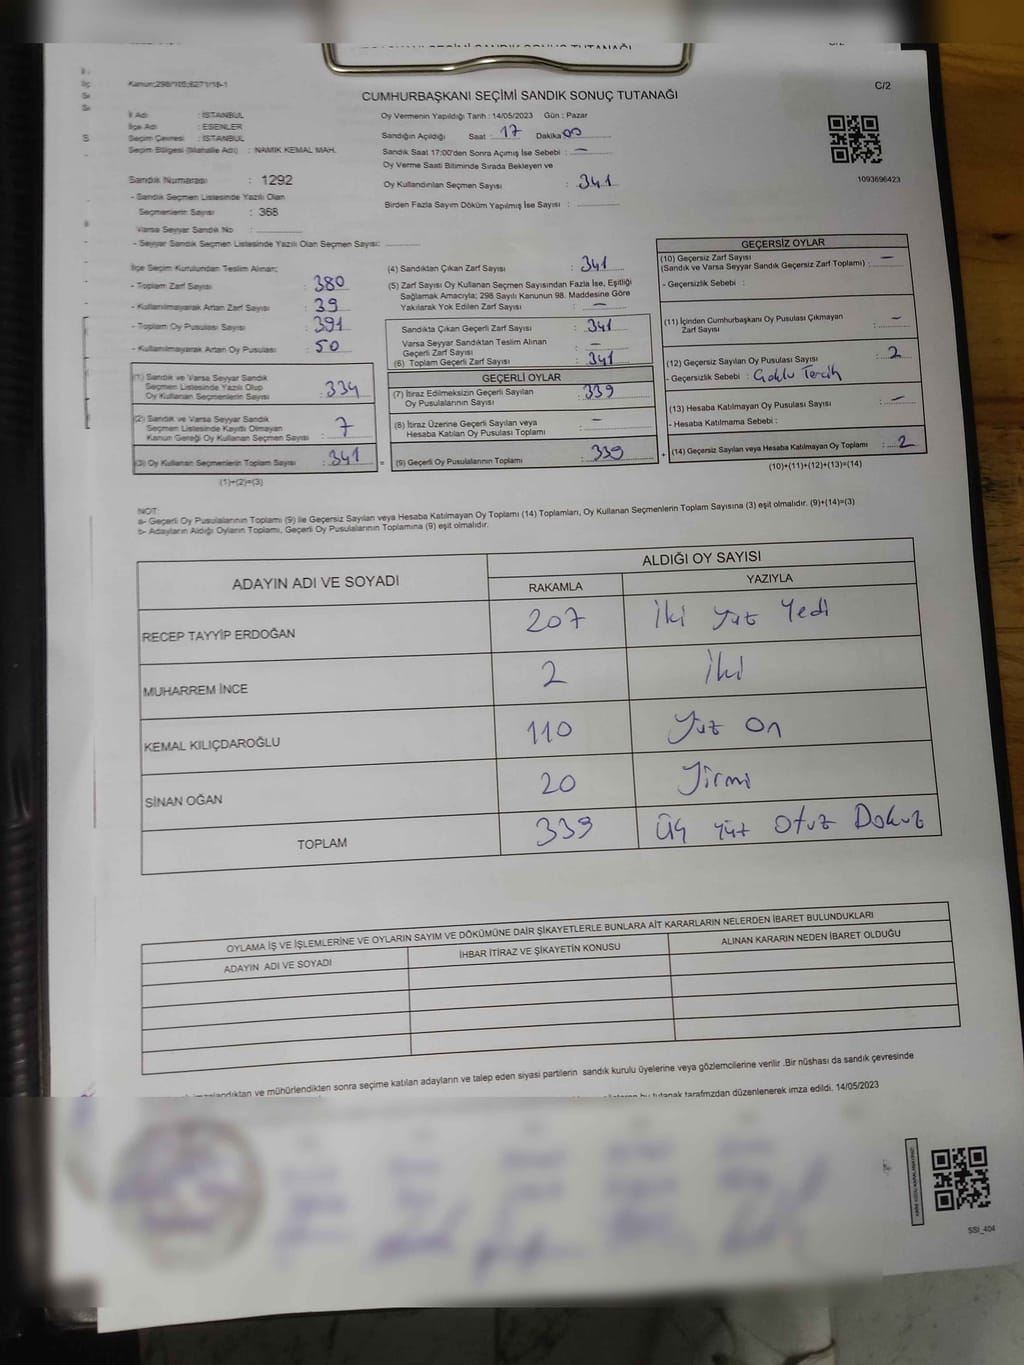 Kanun;298/105;6271/16-1
C/2
CUMHURBAŞKANI SEÇİMİ SANDIK SONUÇ TUTANAĞI
İl Adı : İSTANBUL
İlçe Adı : ESENLER
Seçim Çevresi : İSTANBUL
Seçim Bölgesi (Mahalle Adı) : NAMIK KEMAL MAH.
Sandık Numarası : 1292
- Sandık Seçmen Listesinde Yazılı Olan
Seçmenlerin Sayısı : 368
Varsa Seyyar Sandık No :
- Seyyar Sandık Seçmen Listesinde Yazılı Olan Seçmen Sayısı:
Oy Vermenin Yapıldığı Tarih : 14/05/2023 Gün : Pazar
Sandığın Açıldığı Saat : 17 Dakika 00
Sandık Saat 17:00'den Sonra Açımış İse Sebebi : —
Oy Verme Saati Bitiminde Sırada Bekleyen ve
Oy Kullandırılan Seçmen Sayısı : 341
Birden Fazla Sayım Döküm Yapılmış İse Sayısı :
1093696423
İlçe Seçim Kurulundan Teslim Alınan;
- Toplam Zarf Sayısı : 380
- Kullanılmayarak Artan Zarf Sayısı : 39
- Toplam Oy Pusulası Sayısı : 391
- Kullanılmayarak Artan Oy Pusulası : 50
(1) Sandık ve Varsa Seyyar Sandık
Seçmen Listesinde Yazılı Olup
Oy Kullanan Seçmenlerin Sayısı : 334
(2) Sandık ve Varsa Seyyar Sandık
Seçmen Listesinde Kayıtlı Olmayan
Kanun Gereği Oy Kullanan Seçmen Sayısı : 7
(3) Oy Kullanan Seçmenlerin Toplam Sayısı : 341 =
(1)+(2)=(3)
(4) Sandıktan Çıkan Zarf Sayısı : 341
(5) Zarf Sayısı Oy Kullanan Seçmen Sayısından Fazla İse, Eşitliği
Sağlamak Amacıyla; 298 Sayılı Kanunun 98. Maddesine Göre
Yakılarak Yok Edilen Zarf Sayısı : —
Sandıkta Çıkan Geçerli Zarf Sayısı : 341
Varsa Seyyar Sandıktan Teslim Alınan
Geçerli Zarf Sayısı : —
(6) Toplam Geçerli Zarf Sayısı : 341
GEÇERLİ OYLAR
(7) İtiraz Edilmeksizin Geçerli Sayılan
Oy Pusulalarının Sayısı : 339
(8) İtiraz Üzerine Geçerli Sayılan veya
Hesaba Katılan Oy Pusulası Toplamı : —
(9) Geçerli Oy Pusulalarının Toplamı : 339 +
GEÇERSİZ OYLAR
(10) Geçersiz Zarf Sayısı
(Sandık ve Varsa Seyyar Sandık Geçersiz Zarf Toplamı) : —
- Geçersizlik Sebebi :
(11) İçinden Cumhurbaşkanı Oy Pusulası Çıkmayan
Zarf Sayısı : —
(12) Geçersiz Sayılan Oy Pusulası Sayısı : 2
- Geçersizlik Sebebi : Çoklu Tercih
(13) Hesaba Katılmayan Oy Pusulası Sayısı : —
- Hesaba Katılmama Sebebi :
(14) Geçersiz Sayılan veya Hesaba Katılmayan Oy Toplamı : 2
(10)+(11)+(12)+(13)=(14)
NOT:
a- Geçerli Oy Pusulalarının Toplamı (9) ile Geçersiz Sayılan veya Hesaba Katılmayan Oy Toplamı (14) Toplamları, Oy Kullanan Seçmenlerin Toplam Sayısına (3) eşit olmalıdır. (9)+(14)=(3)
b- Adayların Aldığı Oyların Toplamı, Geçerli Oy Pusulalarının Toplamına (9) eşit olmalıdır.
ADAYIN ADI VE SOYADI ALDIĞI OY SAYISI
RAKAMLA YAZIYLA
RECEP TAYYİP ERDOĞAN 207 İki yüz Yedi
MUHARREM İNCE 2 İki
KEMAL KILIÇDAROĞLU 110 Yüz On
SİNAN OĞAN 20 Yirmi
TOPLAM 339 Üç yüz Otuz Dokuz
OYLAMA İŞ VE İŞLEMLERİNE VE OYLARIN SAYIM VE DÖKÜMÜNE DAİR ŞİKAYETLERLE BUNLARA AİT KARARLARIN NELERDEN İBARET BULUNDUKLARI
ADAYIN ADI VE SOYADI İHBAR İTİRAZ VE ŞİKAYETİN KONUSU ALINAN KARARIN NEDEN İBARET OLDUĞU
ve mühürlendikten sonra seçime katılan adayların ve talep eden siyasi partilerin sandık kurulu üyelerine veya gözlemcilerine verilir .Bir nüshası da sandık çevresinde
bu tutanak tarafımızdan düzenlenerek imza edildi. 14/05/2023
SSI_404